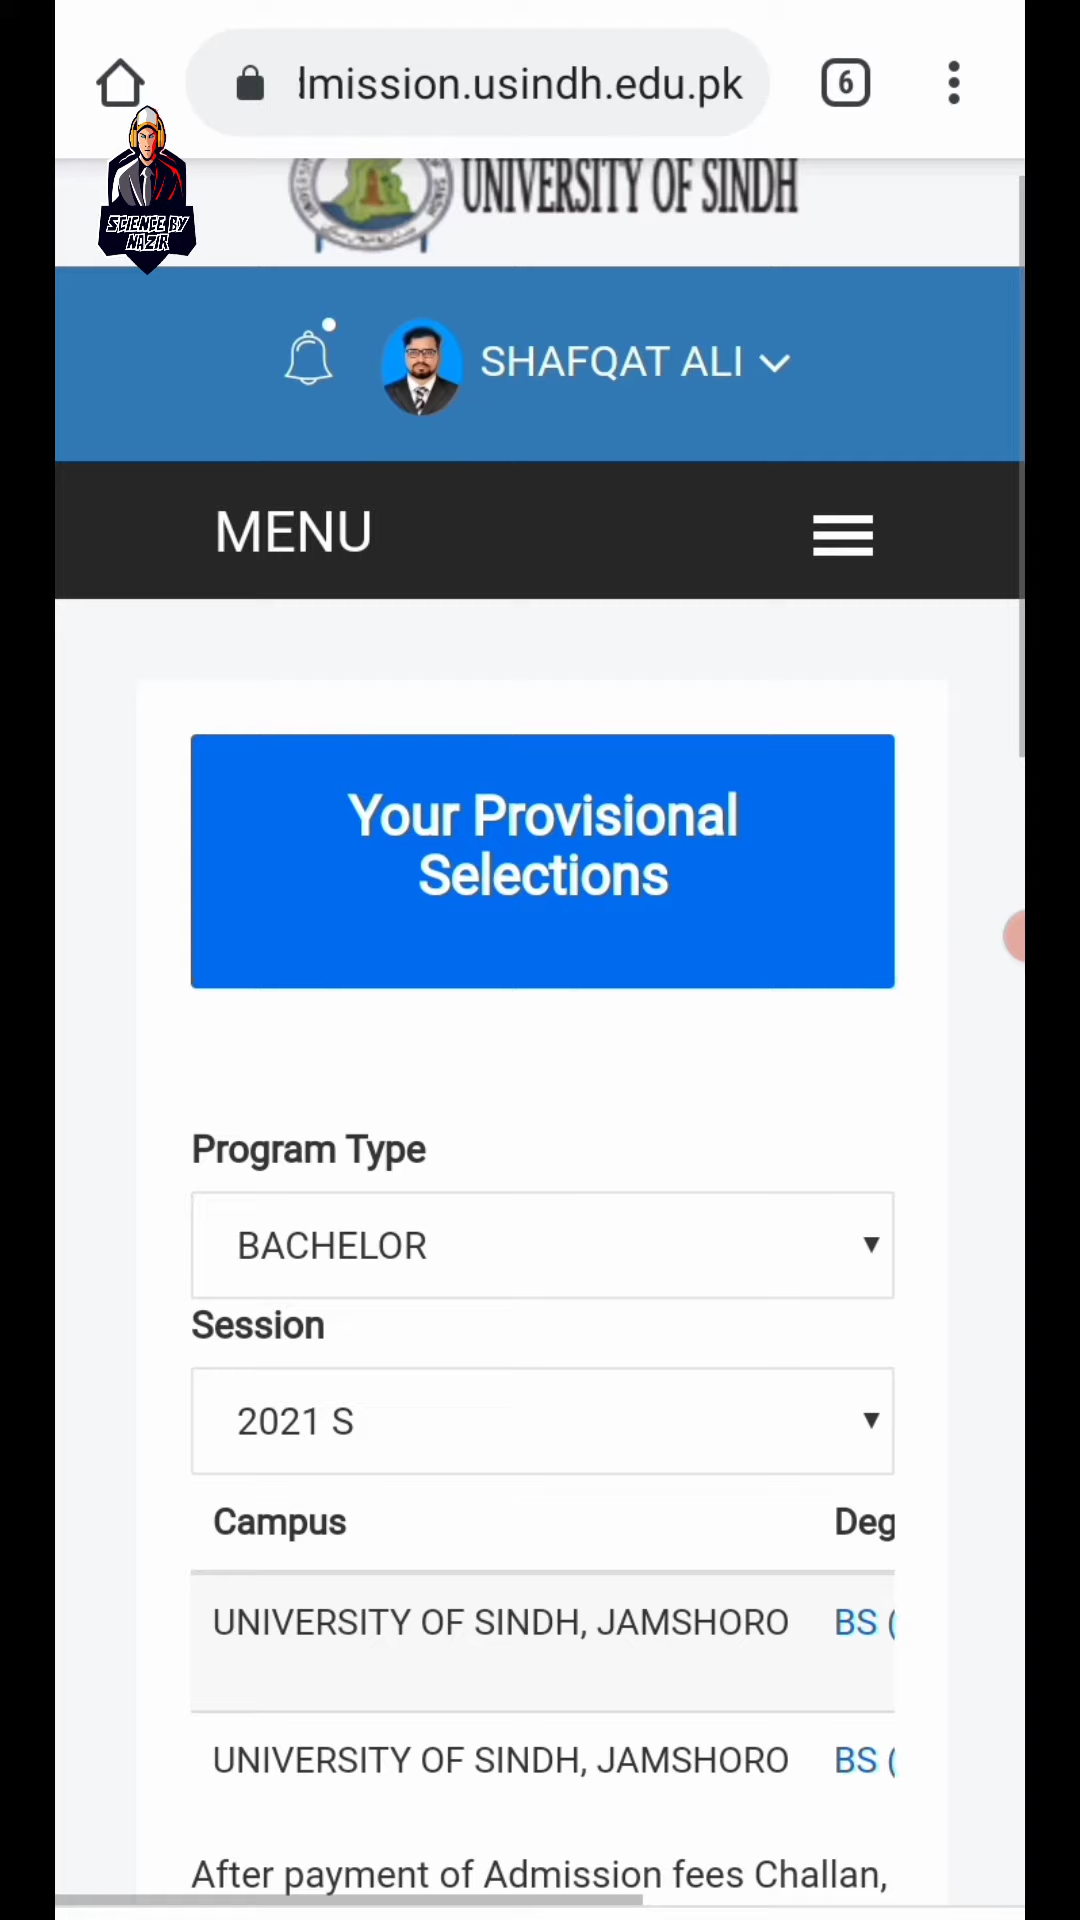 lmission.usindh.edu.pk
6
SCIENCE BY
NAZIR
UNIVERSITY OF SINDH
SHAFQAT ALI
MENU
Your Provisional
Selections
Program Type
BACHELOR
Session
2021 S
Campus Deg
UNIVERSITY OF SINDH, JAMSHORO BS (
UNIVERSITY OF SINDH, JAMSHORO BS (
After payment of Admission fees Challan,